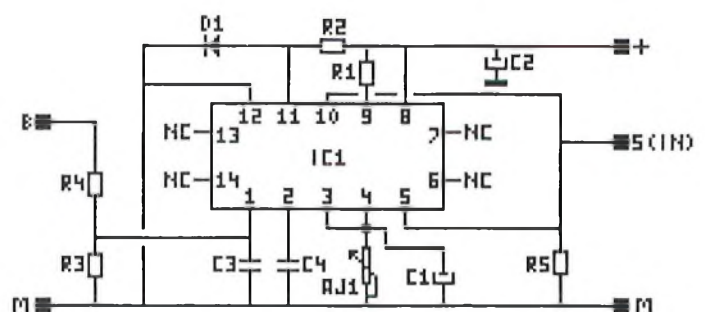 D1
R2
+
R1
C2
B
12 11 10 9 8
NC 13
7 NC
S(IN)
IC1
NC 14
6 NC
R4
1 2 3 4 5
R3
C3
C4
AJ1
C1
R5
M
M